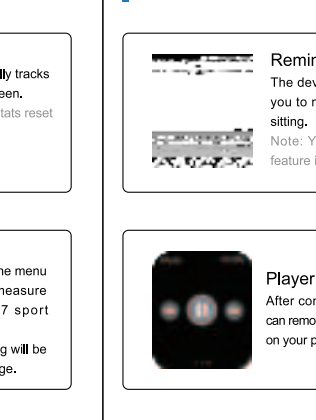 lly tracks
een.
tats reset
he menu
measure
7 sport
g will be
ge.
Remin
The dev
you to
sitting.
Note: Y
feature i
Player
After con
can remo
on your p